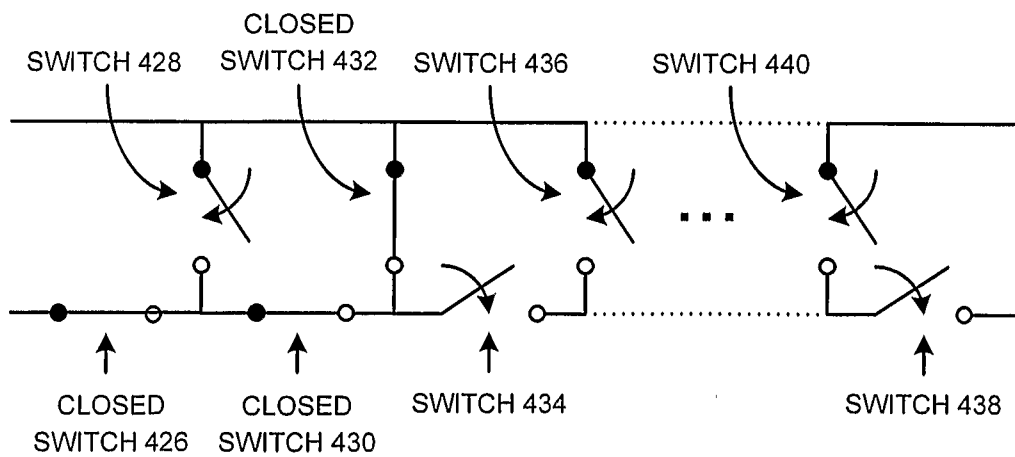 SWITCH 428
CLOSED
SWITCH 432
SWITCH 436
SWITCH 440
CLOSED
SWITCH 426
CLOSED
SWITCH 430
SWITCH 434
SWITCH 438